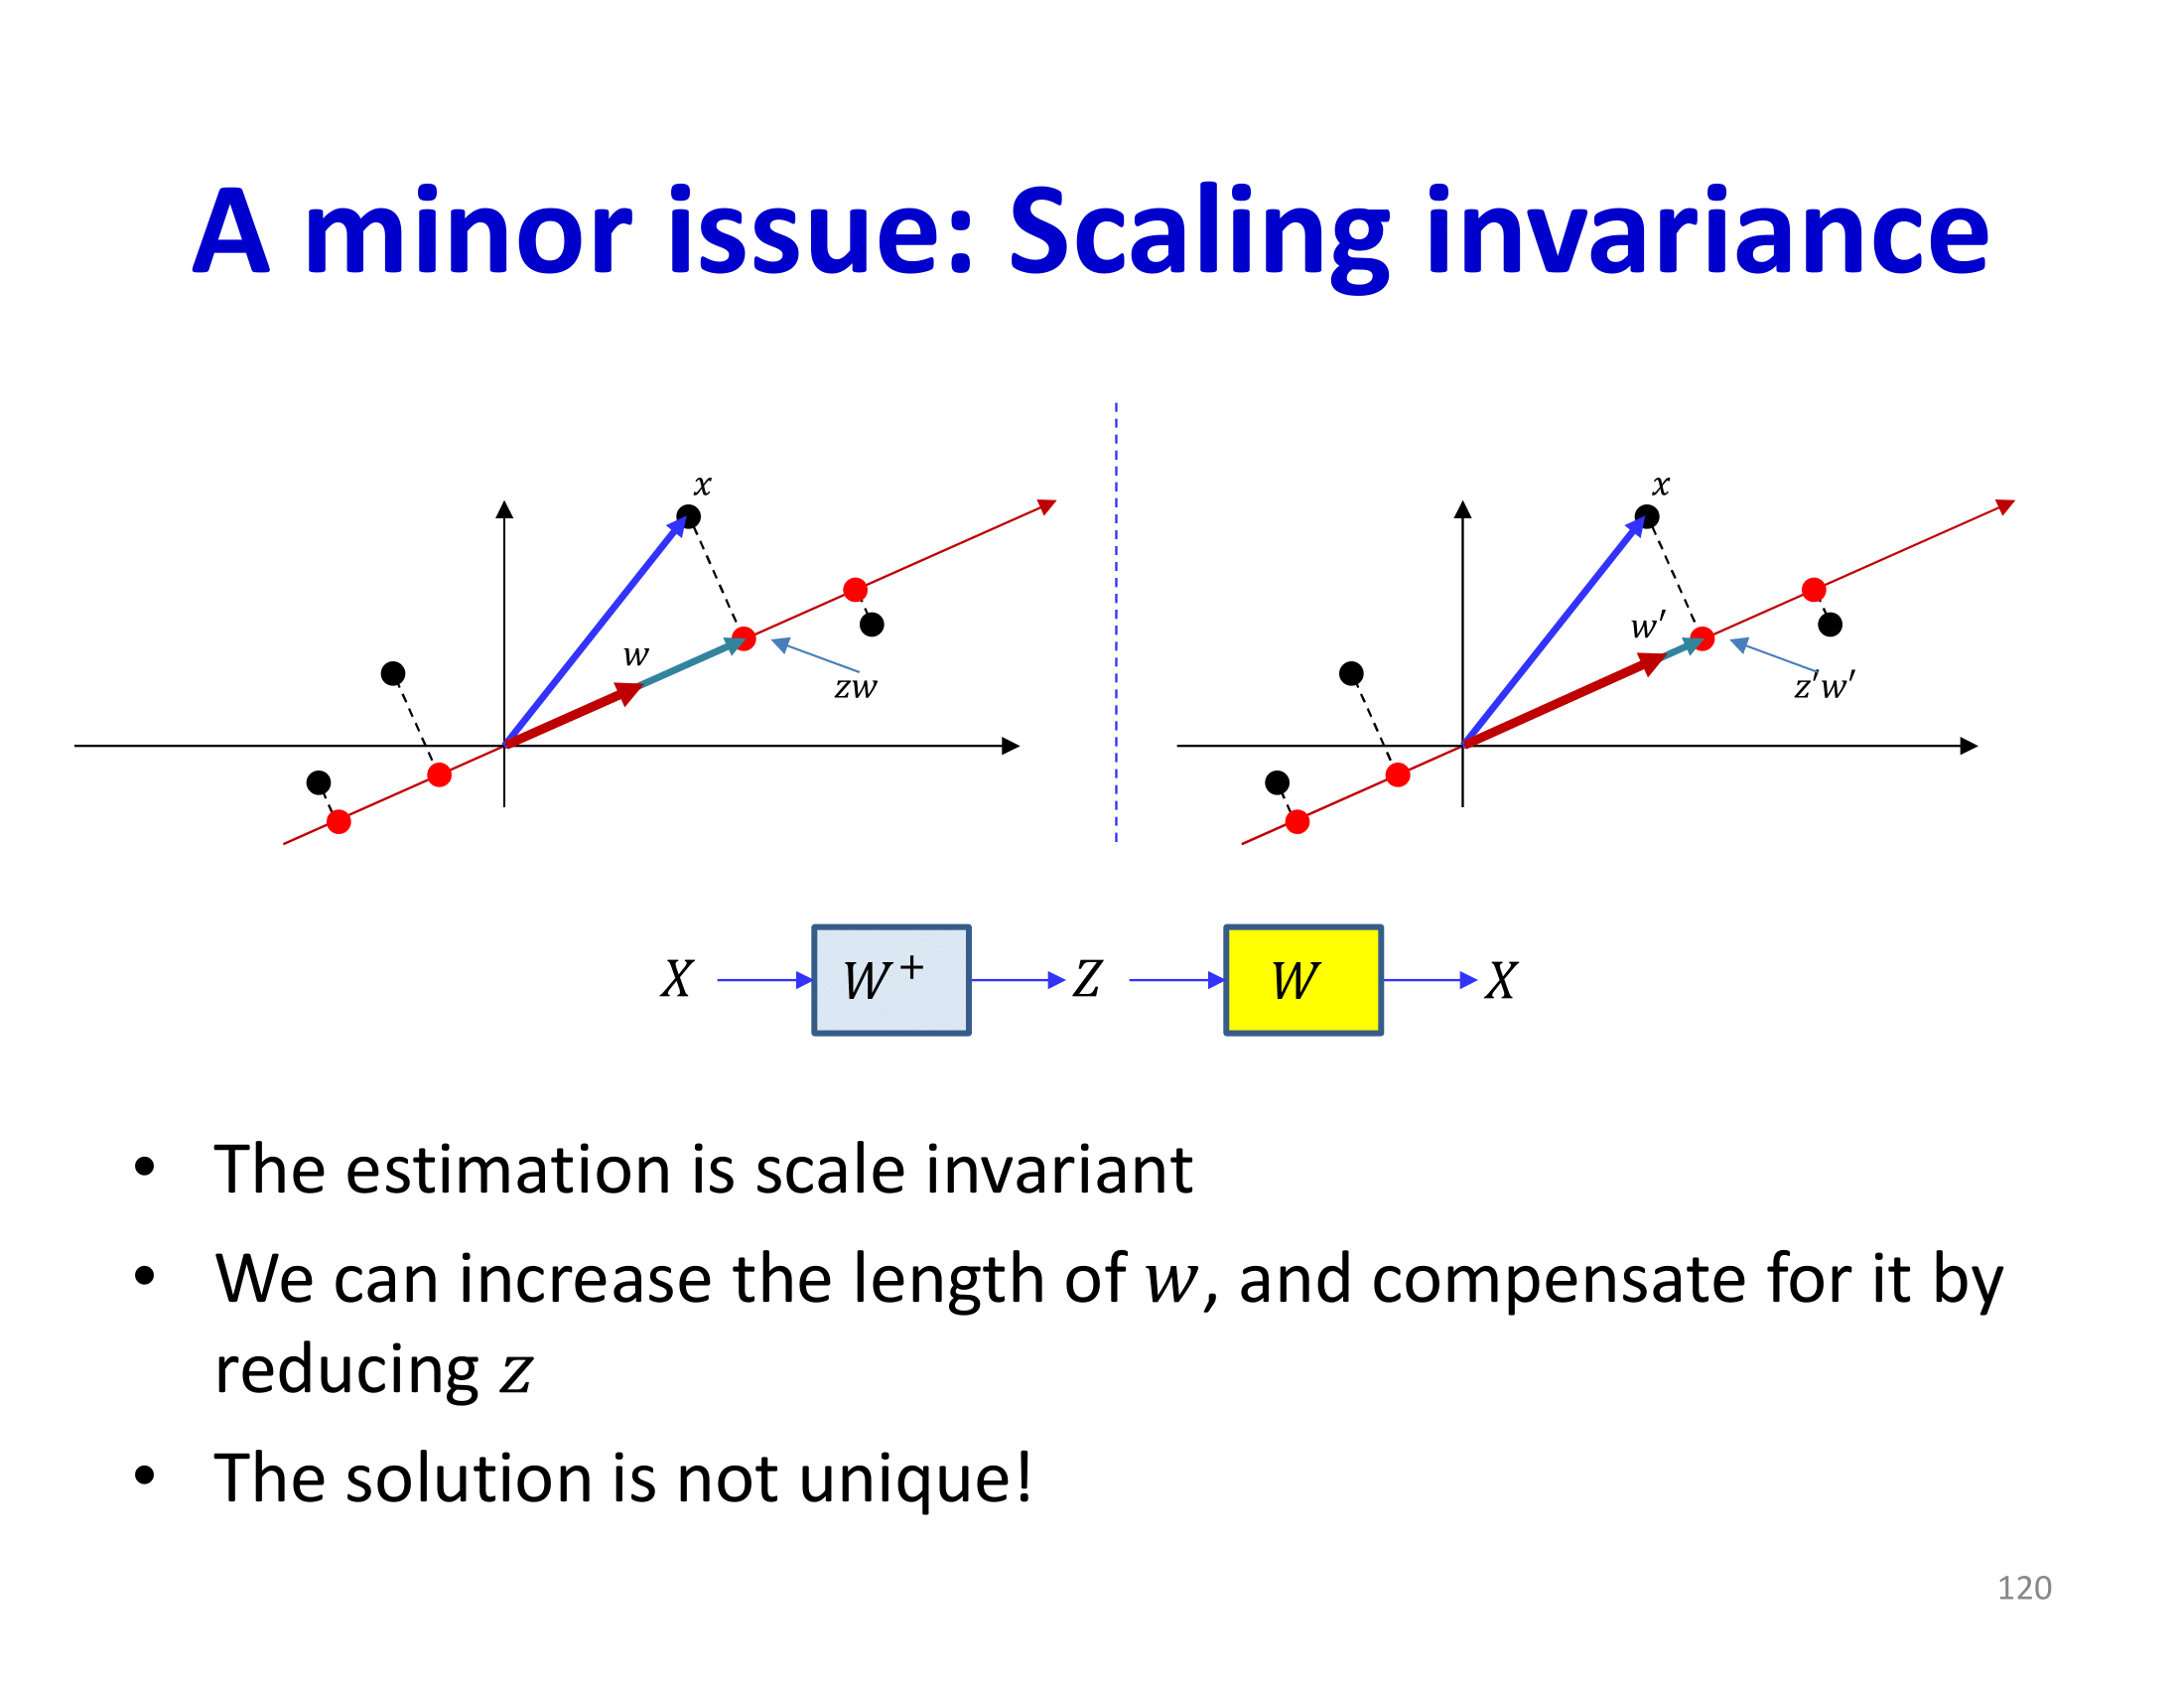 A minor issue: Scaling invariance
x
w
zw
x
w′
z′w′
X W⁺ Z W X
• The estimation is scale invariant
• We can increase the length of w, and compensate for it by
reducing z
• The solution is not unique!
120